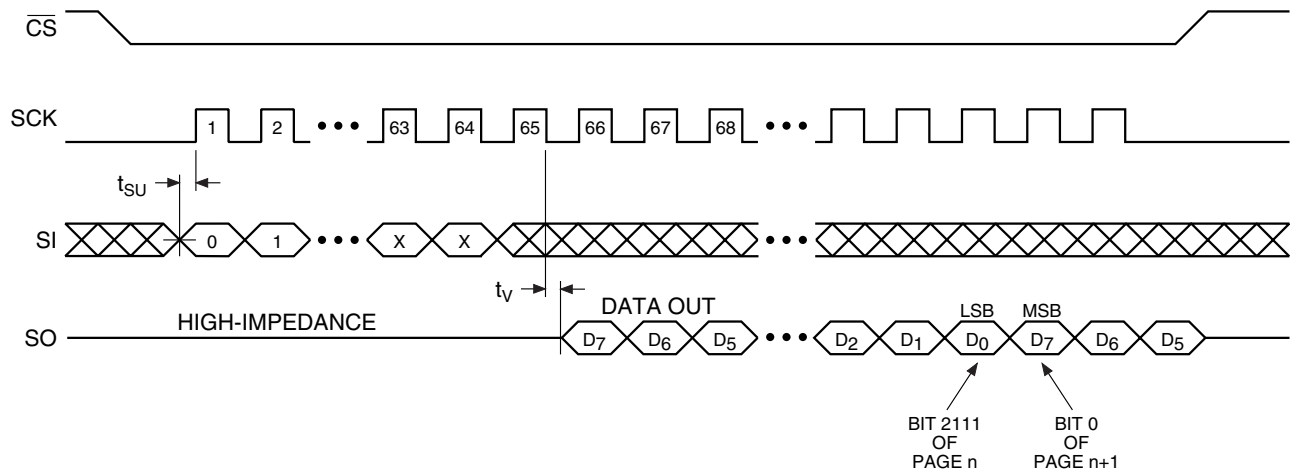 CS
SCK
1 2 ••• 63 64 65 66 67 68 •••
tSU
SI
0 1 ••• X X •••
tV
DATA OUT
HIGH-IMPEDANCE
LSB MSB
SO
D7 D6 D5 ••• D2 D1 D0 D7 D6 D5
BIT 2111
OF
PAGE n
BIT 0
OF
PAGE n+1